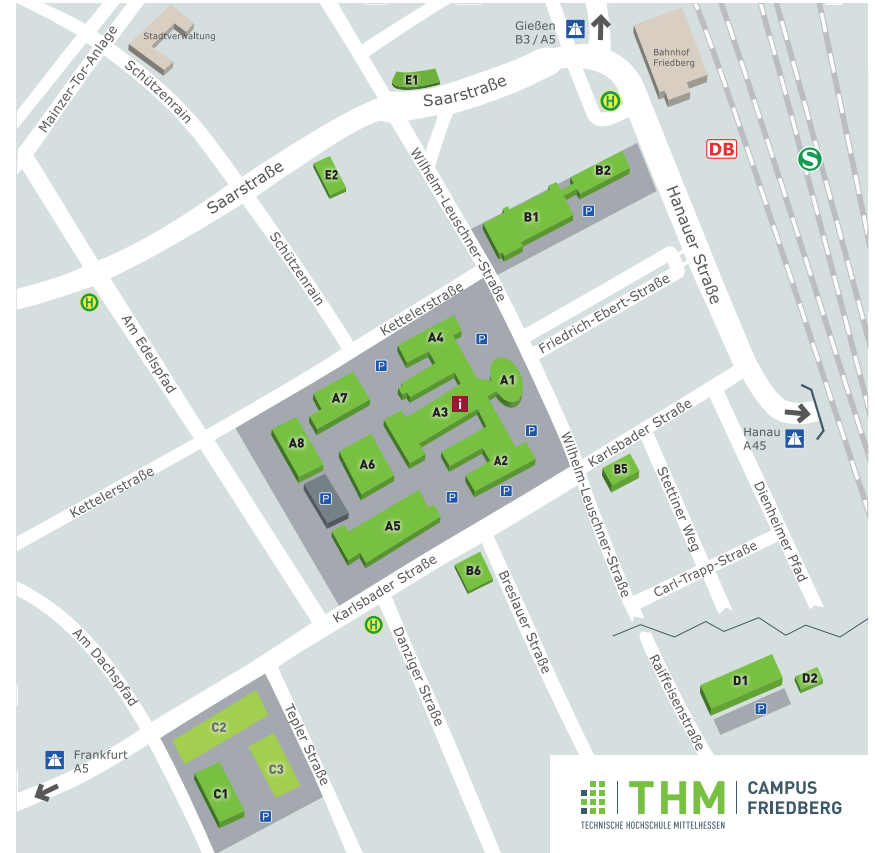 Gießen
B3 / A5
Stadtverwaltung
Mainzer-Tor-Anlage
Schützenrain
Bahnhof
Friedberg
E1
Saarstraße
H
DB
S
E2
Saarstraße
Wilhelm-Leuschner-Straße
B2
B1
P
Hanauer Straße
Schützenrain
H
Am Edelspfad
Kettelerstraße
Friedrich-Ebert-Straße
A4
P
P
A1
A7
A3
i
A8
A6
P
A2
P
P
P
A5
Hanau
A45
Karlsbader Straße
B5
Wilhelm-Leuschner-Straße
Stettiner Weg
Dienheimer Pfad
Carl-Trapp-Straße
Kettelerstraße
Karlsbader Straße
B6
H
Breslauer Straße
Danziger Straße
Am Dachspfad
Raiffeisenstraße
D1
D2
P
Tepler Straße
C2
C3
C1
P
Frankfurt
A5
THM
CAMPUS
FRIEDBERG
TECHNISCHE HOCHSCHULE MITTELHESSEN